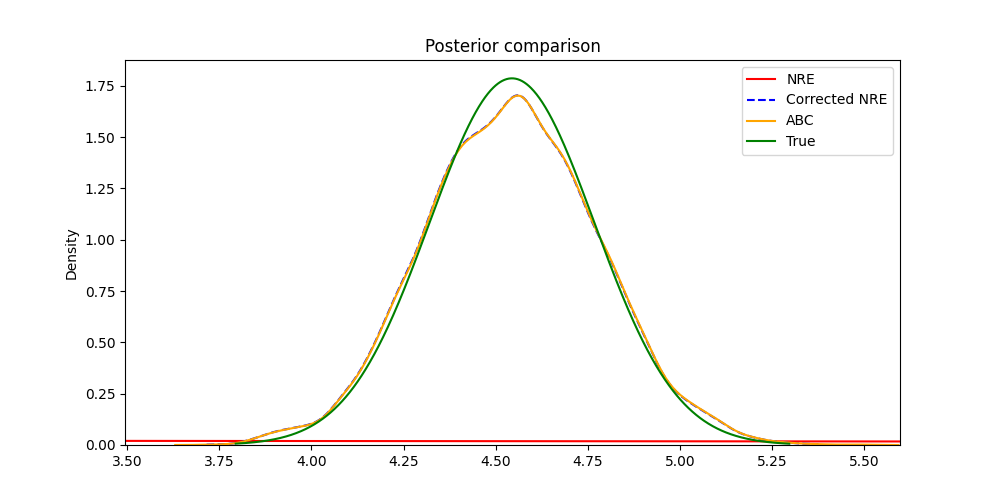 Posterior comparison
NRE
Corrected NRE
ABC
True
Density
1.75
1.50
1.25
1.00
0.75
0.50
0.25
0.00
3.50 3.75 4.00 4.25 4.50 4.75 5.00 5.25 5.50